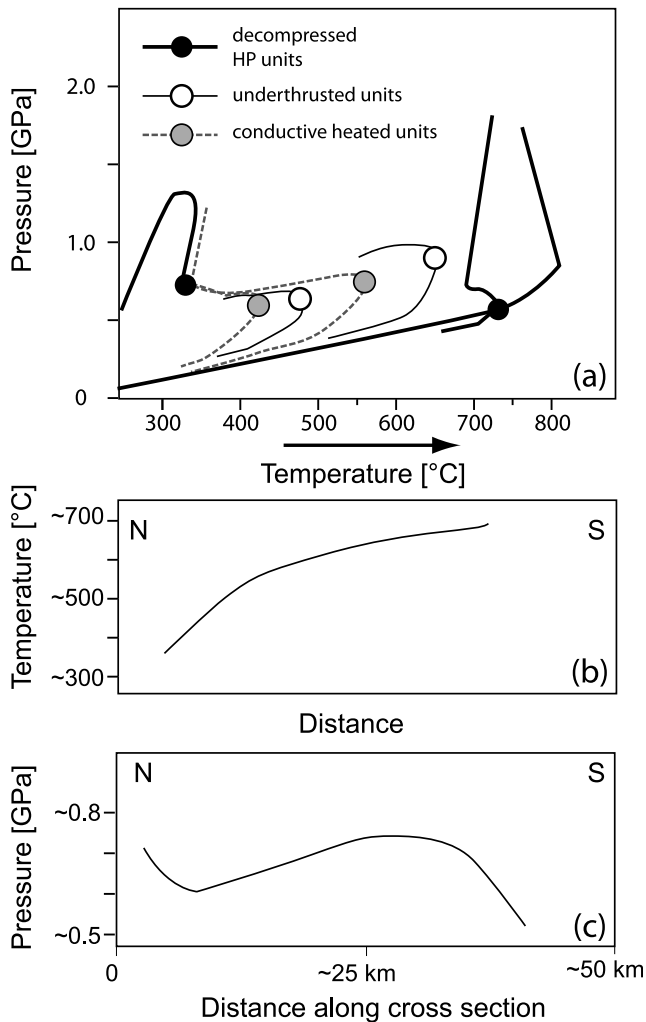 decompressed
HP units
underthrusted units
conductive heated units
Pressure [GPa]
2.0
1.0
0
(a)
300 400 500 600 700 800
Temperature [°C]
Temperature [°C]
~700
~500
~300
N
S
(b)
Distance
Pressure [GPa]
~0.8
~0.5
N
S
(c)
0 ~25 km ~50 km
Distance along cross section